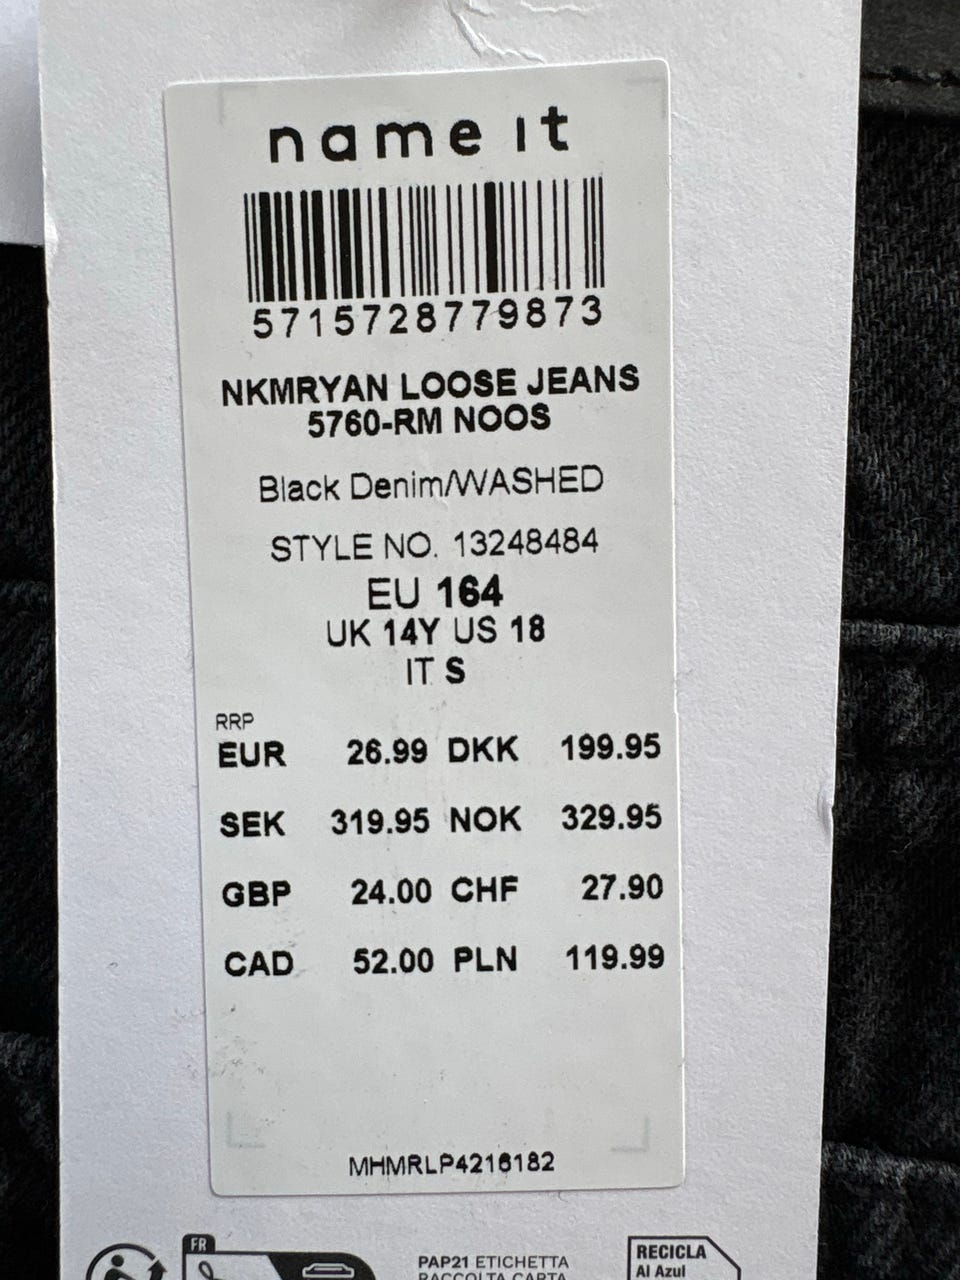 name it
5715728779873
NKMRYAN LOOSE JEANS
5760-RM NOOS
Black Denim/WASHED
STYLE NO. 13248484
EU 164
UK 14Y US 18
IT S
RRP
EUR 26.99 DKK 199.95
SEK 319.95 NOK 329.95
GBP 24.00 CHF 27.90
CAD 52.00 PLN 119.99
MHMRLP4216182
FR
PAP21 ETICHETTA
RACCOLTA CARTA
RECICLA
Al Azul